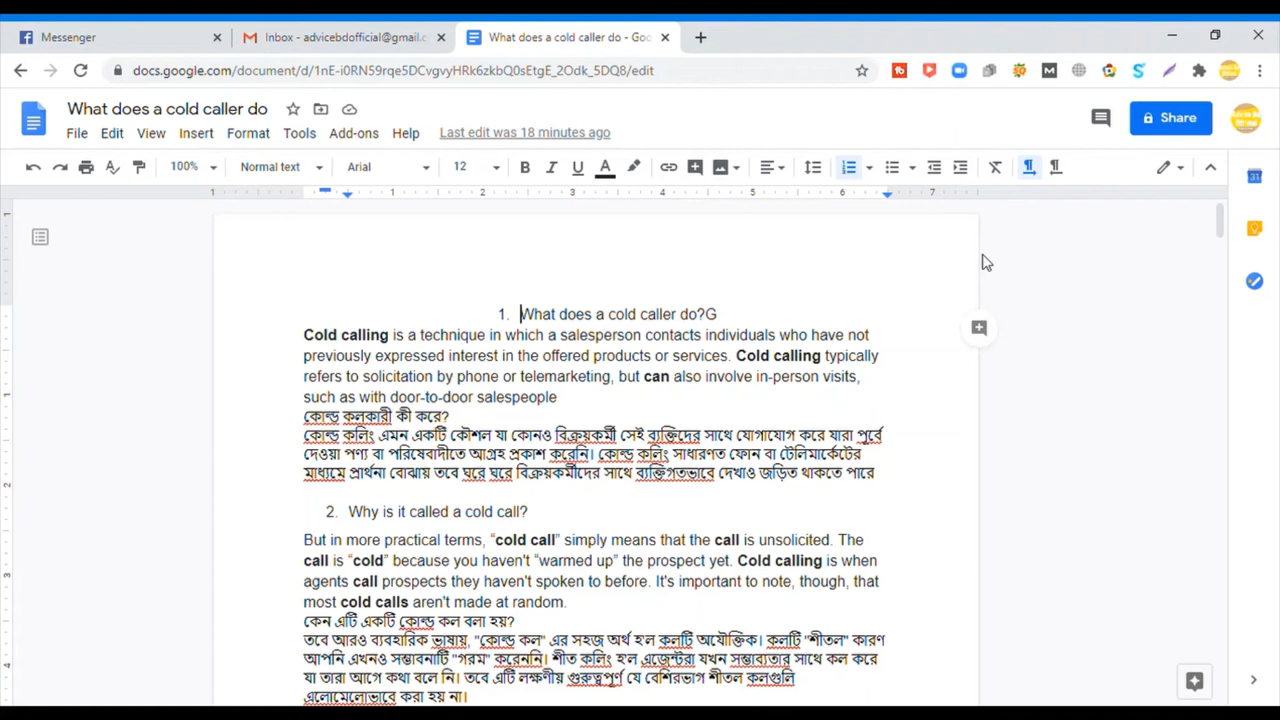 Messenger
Inbox - advicebdofficial@gmail.c
What does a cold caller do - Goo
docs.google.com/document/d/1nE-i0RN59rqe5DCvgvyHRk6zkbQ0sEtgE_2Odk_5DQ8/edit
What does a cold caller do
File Edit View Insert Format Tools Add-ons Help Last edit was 18 minutes ago
Share
100% Normal text Arial 12
1 1 2 3 4 5 6 7
1. What does a cold caller do?G
Cold calling is a technique in which a salesperson contacts individuals who have not
previously expressed interest in the offered products or services. Cold calling typically
refers to solicitation by phone or telemarketing, but can also involve in-person visits,
such as with door-to-door salespeople
কোল্ড কলকারী কী করে?
কোল্ড কলিং এমন একটি কৌশল যা কোনও বিক্রয়কর্মী সেই ব্যক্তিদের সাথে যোগাযোগ করে যারা পূর্বে
দেওয়া পণ্য বা পরিষেবাদীতে আগ্রহ প্রকাশ করেনি। কোল্ড কলিং সাধারণত ফোন বা টেলিমার্কেটের
মাধ্যমে প্রার্থনা বোঝায় তবে ঘরে ঘরে বিক্রয়কর্মীদের সাথে ব্যক্তিগতভাবে দেখাও জড়িত থাকতে পারে
2. Why is it called a cold call?
But in more practical terms, “cold call” simply means that the call is unsolicited. The
call is “cold” because you haven't “warmed up” the prospect yet. Cold calling is when
agents call prospects they haven't spoken to before. It's important to note, though, that
most cold calls aren't made at random.
কেন এটি একটি কোল্ড কল বলা হয়?
তবে আরও ব্যবহারিক ভাষায়, "কোল্ড কল" এর সহজ অর্থ হ'ল কলটি অযৌক্তিক। কলটি "শীতল" কারণ
আপনি এখনও সম্ভাবনাটি "গরম" করেননি। শীত কলিং হ'ল এজেন্টরা যখন সম্ভাব্যতার সাথে কল করে
যা তারা আগে কথা বলে নি। তবে এটি লক্ষণীয় গুরুত্বপূর্ণ যে বেশিরভাগ শীতল কলগুলি
এলোমেলোভাবে করা হয় না।